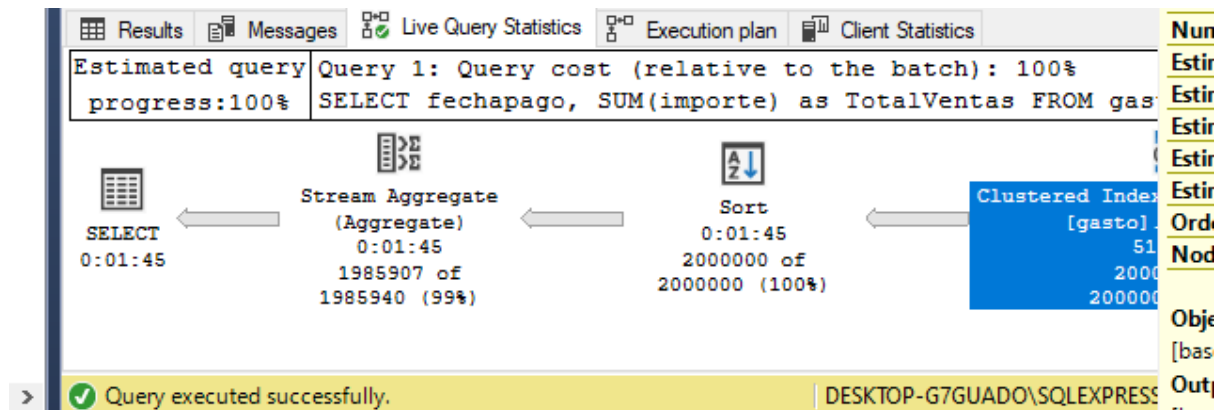 Results Messages Live Query Statistics Execution plan Client Statistics
Estimated query progress:100%
Query 1: Query cost (relative to the batch): 100%
SELECT fechapago, SUM(importe) as TotalVentas FROM gas
SELECT
0:01:45
Stream Aggregate
(Aggregate)
0:01:45
1985907 of
1985940 (99%)
Sort
0:01:45
2000000 of
2000000 (100%)
Clustered Index
[gasto].
51
2000
200000
Num
Estim
Estim
Estim
Estim
Estim
Orde
Nod
Obje
[bas
Outp
Query executed successfully.
DESKTOP-G7GUADO\SQLEXPRESS